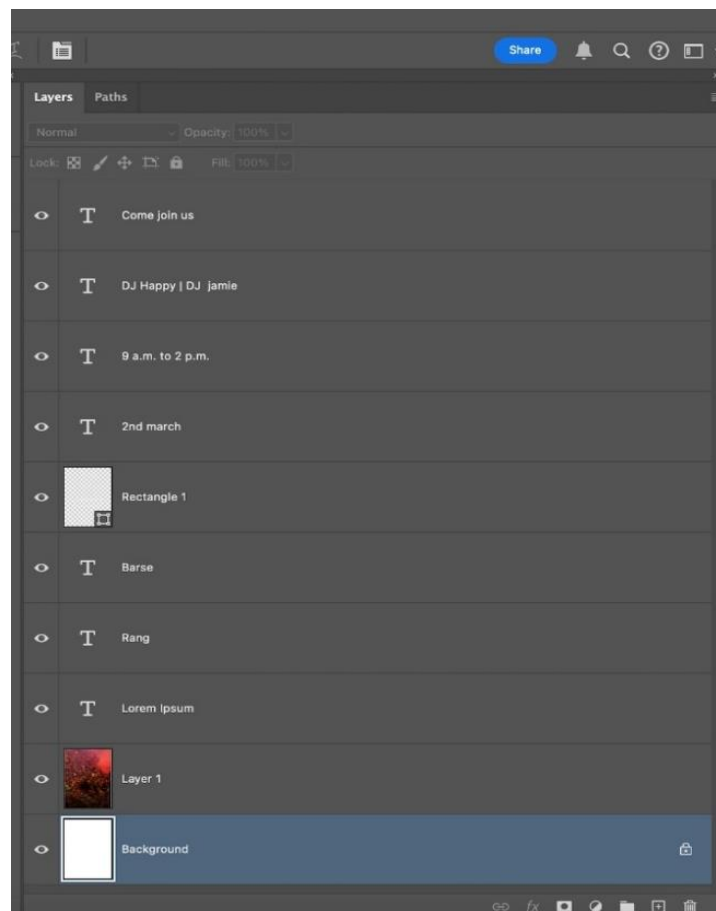 Share
Layers Paths
Normal Opacity: 100%
Lock: Fill: 100%
T Come join us
T DJ Happy | DJ jamie
T 9 a.m. to 2 p.m.
T 2nd march
Rectangle 1
T Barse
T Rang
T Lorem Ipsum
Layer 1
Background
fx